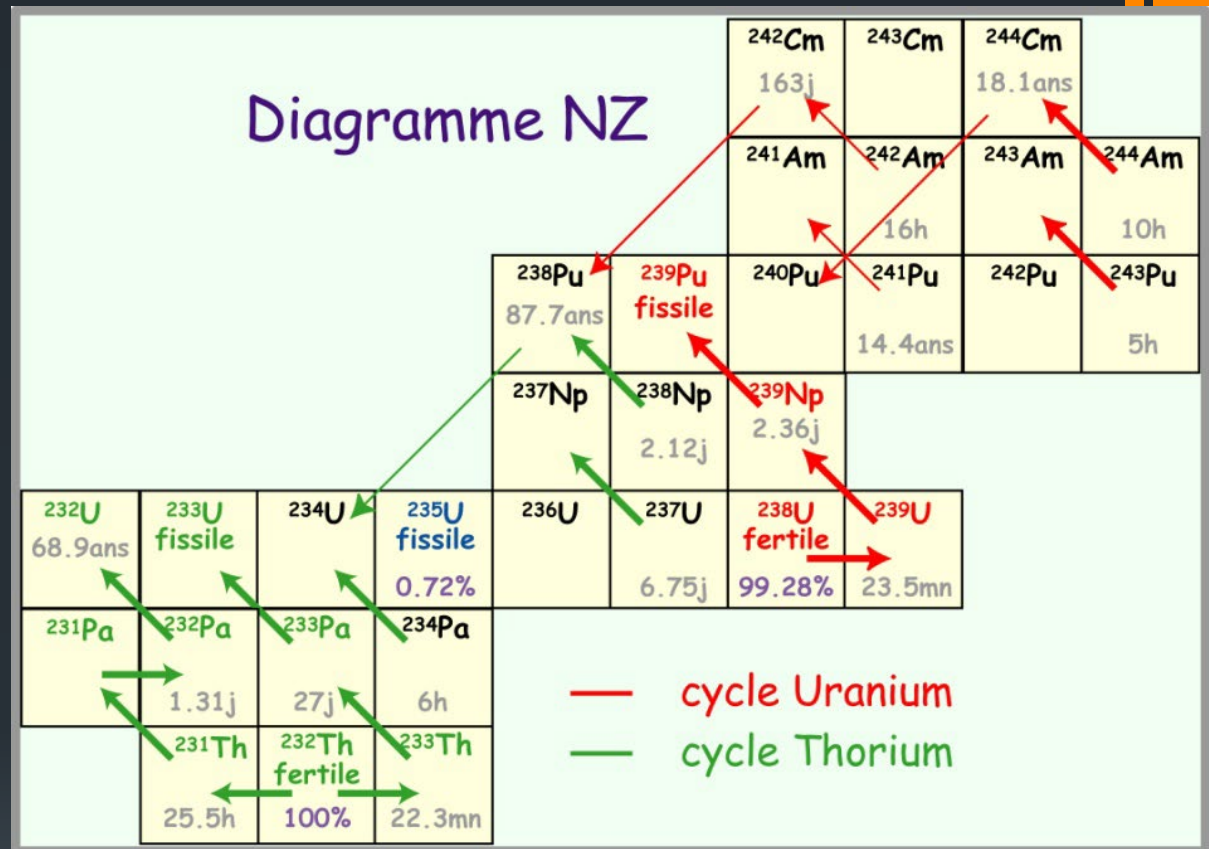 Diagramme NZ
²⁴²Cm
163j
²⁴³Cm
²⁴⁴Cm
18.1ans
²⁴¹Am
²⁴²Am
16h
²⁴³Am
²⁴⁴Am
10h
²³⁸Pu
87.7ans
²³⁹Pu
fissile
²⁴⁰Pu
²⁴¹Pu
14.4ans
²⁴²Pu
²⁴³Pu
5h
²³⁷Np
²³⁸Np
2.12j
²³⁹Np
2.36j
²³²U
68.9ans
²³³U
fissile
²³⁴U
²³⁵U
fissile
0.72%
²³⁶U
²³⁷U
6.75j
²³⁸U
fertile
99.28%
²³⁹U
23.5mn
²³¹Pa
²³²Pa
1.31j
²³³Pa
27j
²³⁴Pa
6h
²³¹Th
25.5h
²³²Th
fertile
100%
²³³Th
22.3mn
cycle Uranium
cycle Thorium